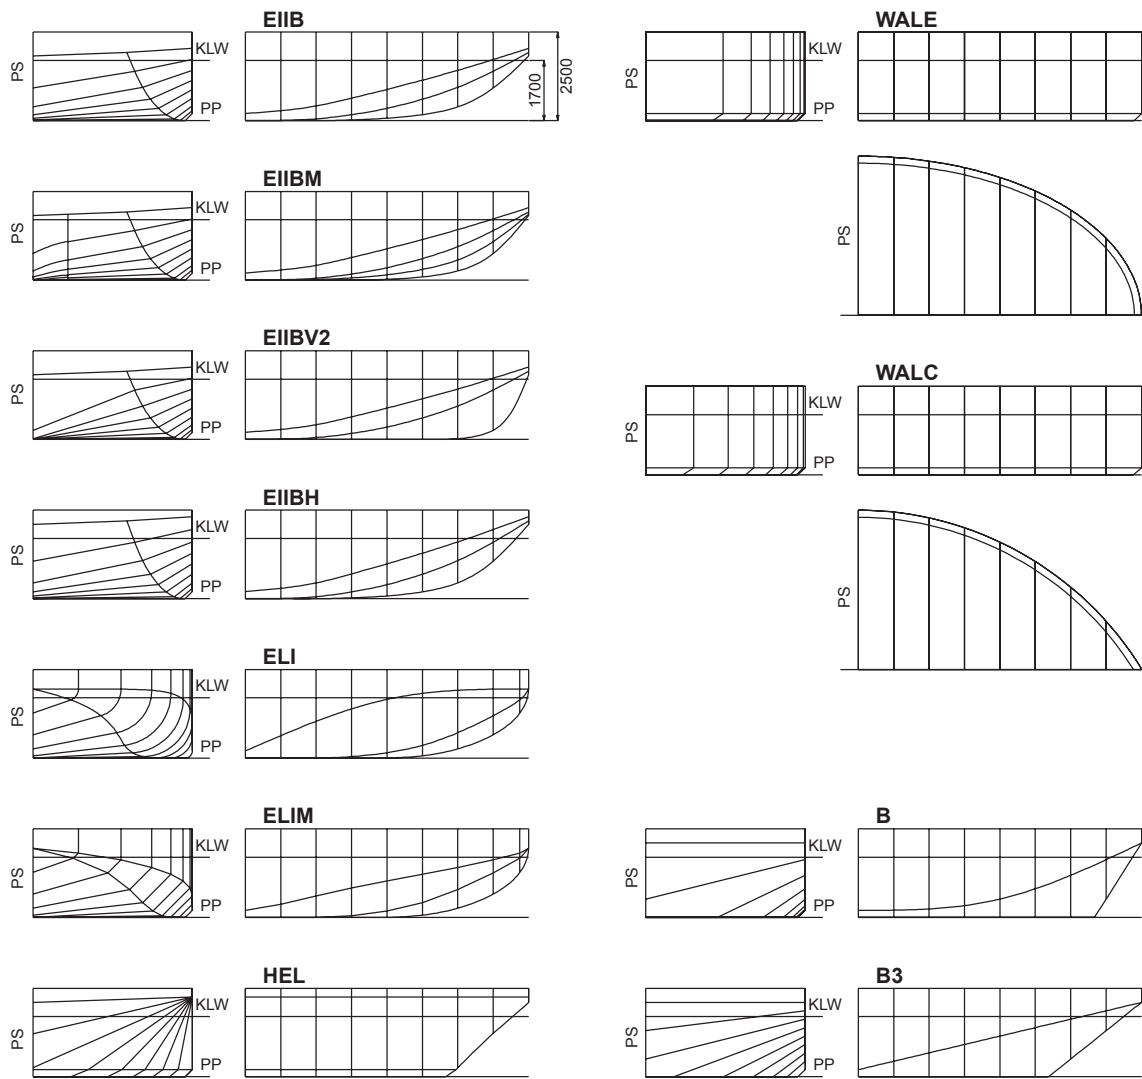 EIIB
PS
KLW
PP
1700
2500
EIIBM
PS
KLW
PP
EIIBV2
PS
KLW
PP
EIIBH
PS
KLW
PP
ELI
PS
KLW
PP
ELIM
PS
KLW
PP
HEL
PS
KLW
PP
WALE
PS
KLW
PP
PS
WALC
PS
KLW
PP
PS
B
PS
KLW
PP
B3
PS
KLW
PP